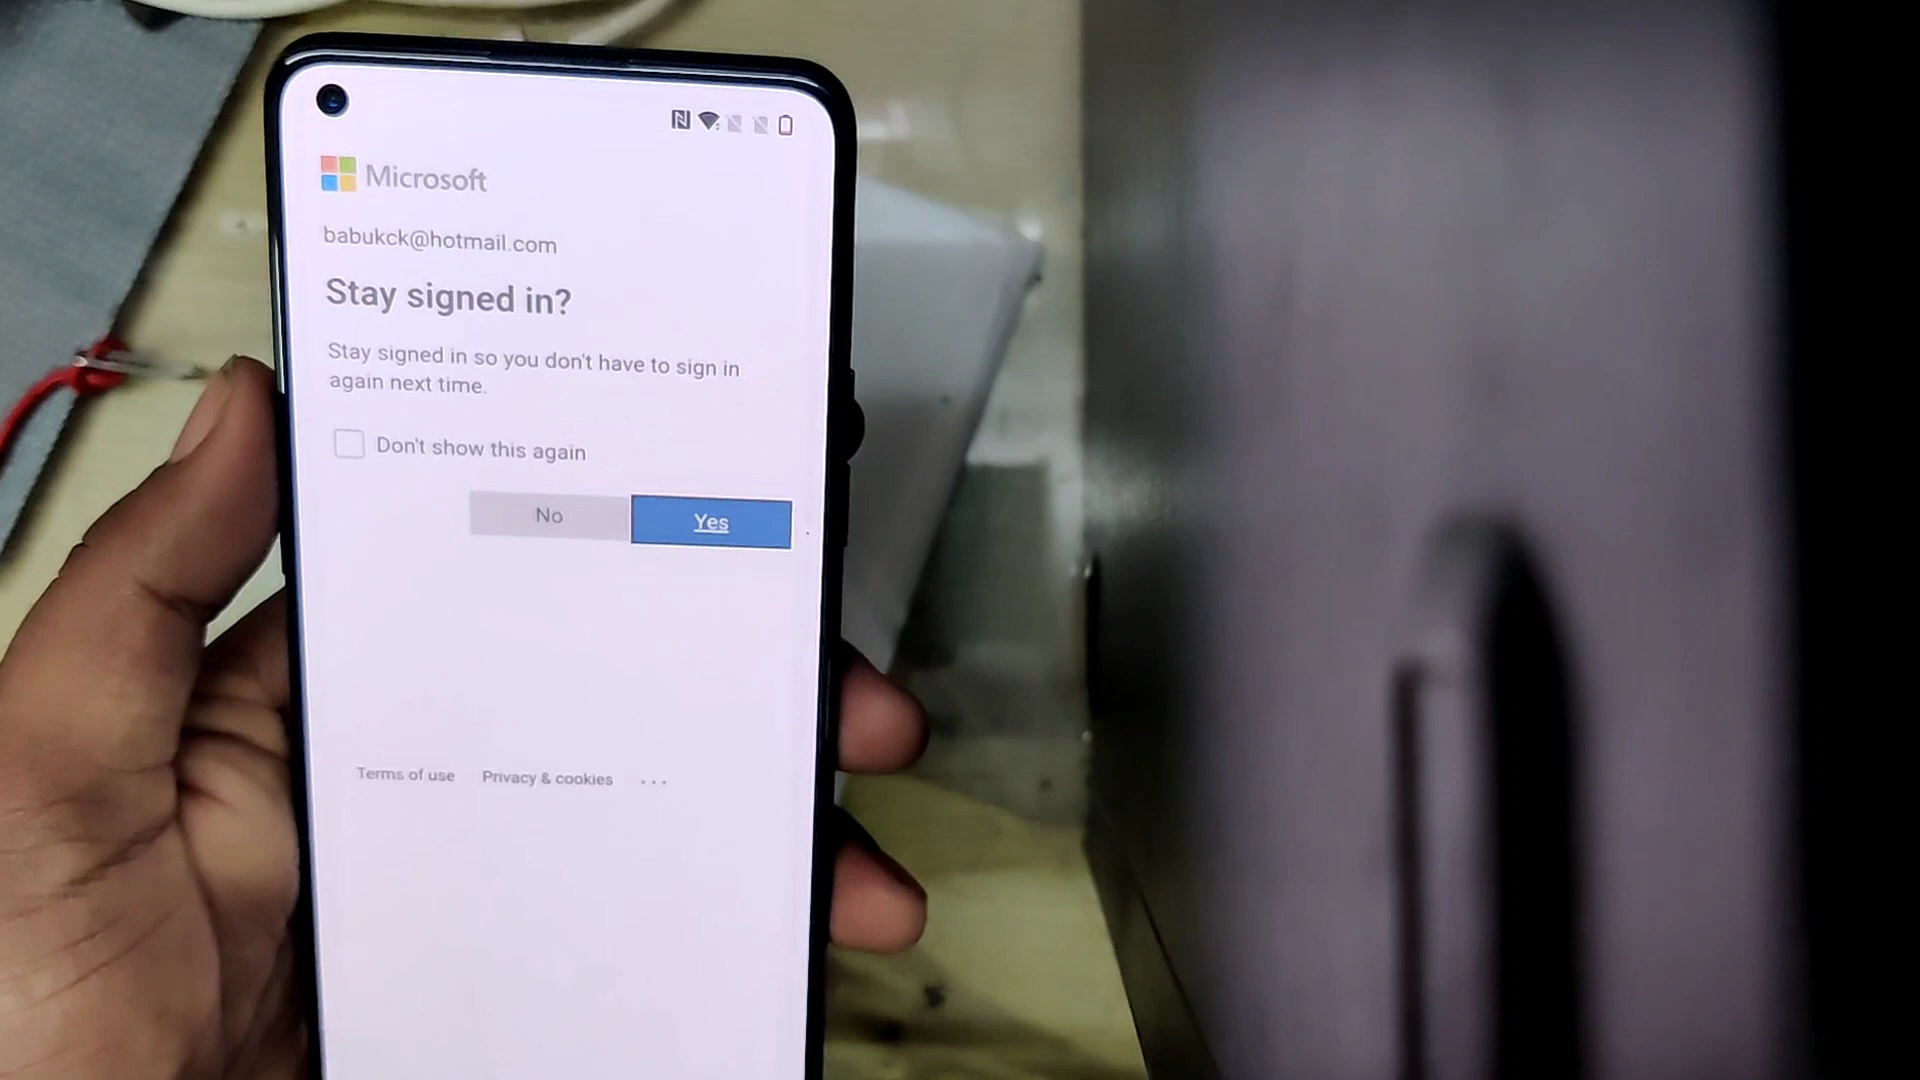 Microsoft
babukck@hotmail.com
Stay signed in?
Stay signed in so you don't have to sign in
again next time.
Don't show this again
No
Yes
Terms of use Privacy & cookies ...